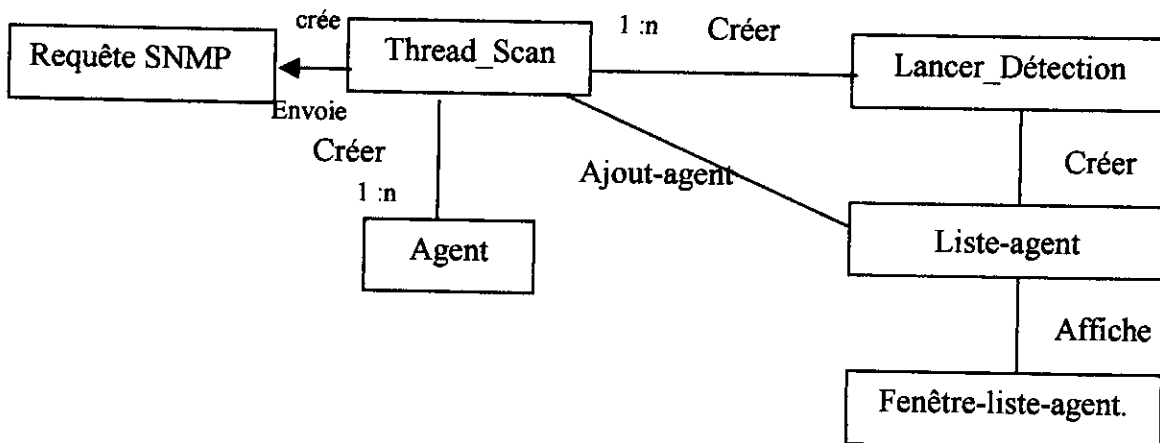 crée
1 :n Créer
Requête SNMP
Thread_Scan
Lancer_Détection
Envoie
Créer
1 :n
Ajout-agent
Créer
Agent
Liste-agent
Affiche
Fenêtre-liste-agent.